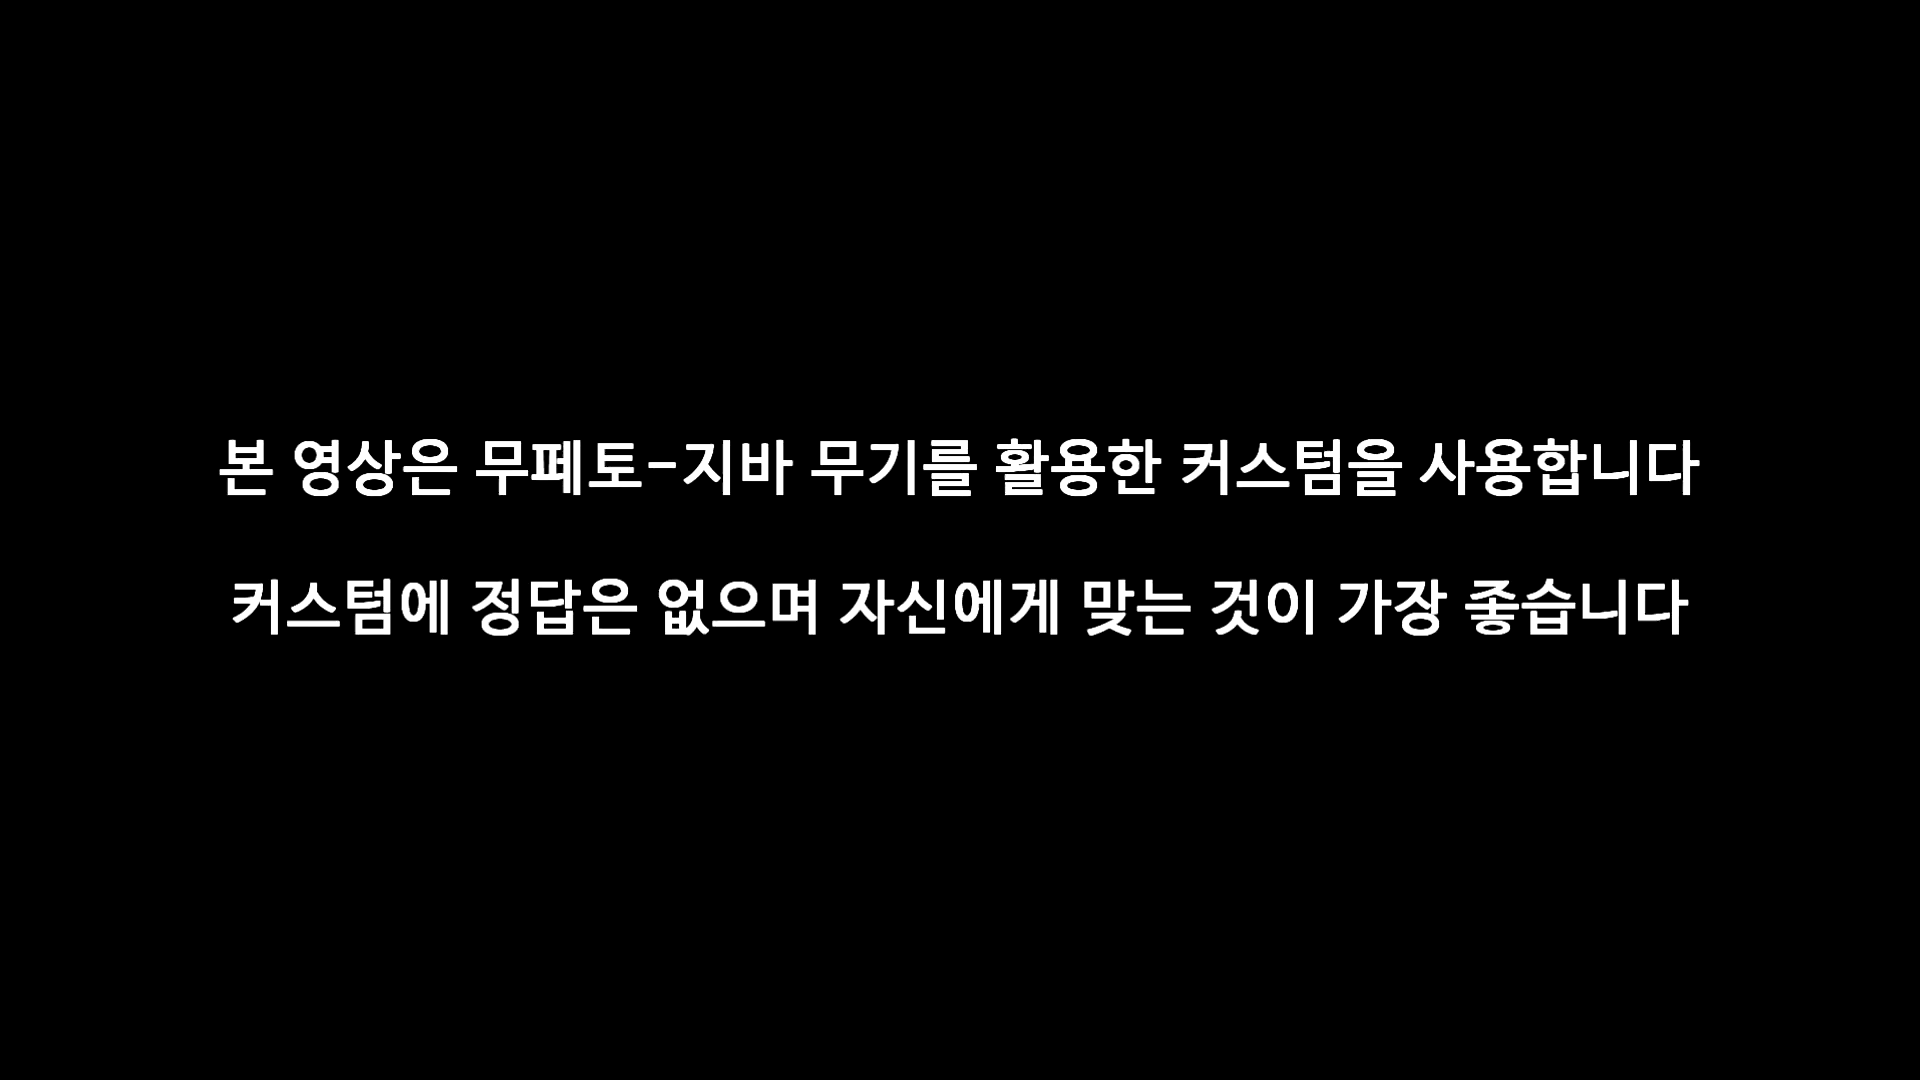 본 영상은 무페토-지바 무기를 활용한 커스텀을 사용합니다
커스텀에 정답은 없으며 자신에게 맞는 것이 가장 좋습니다